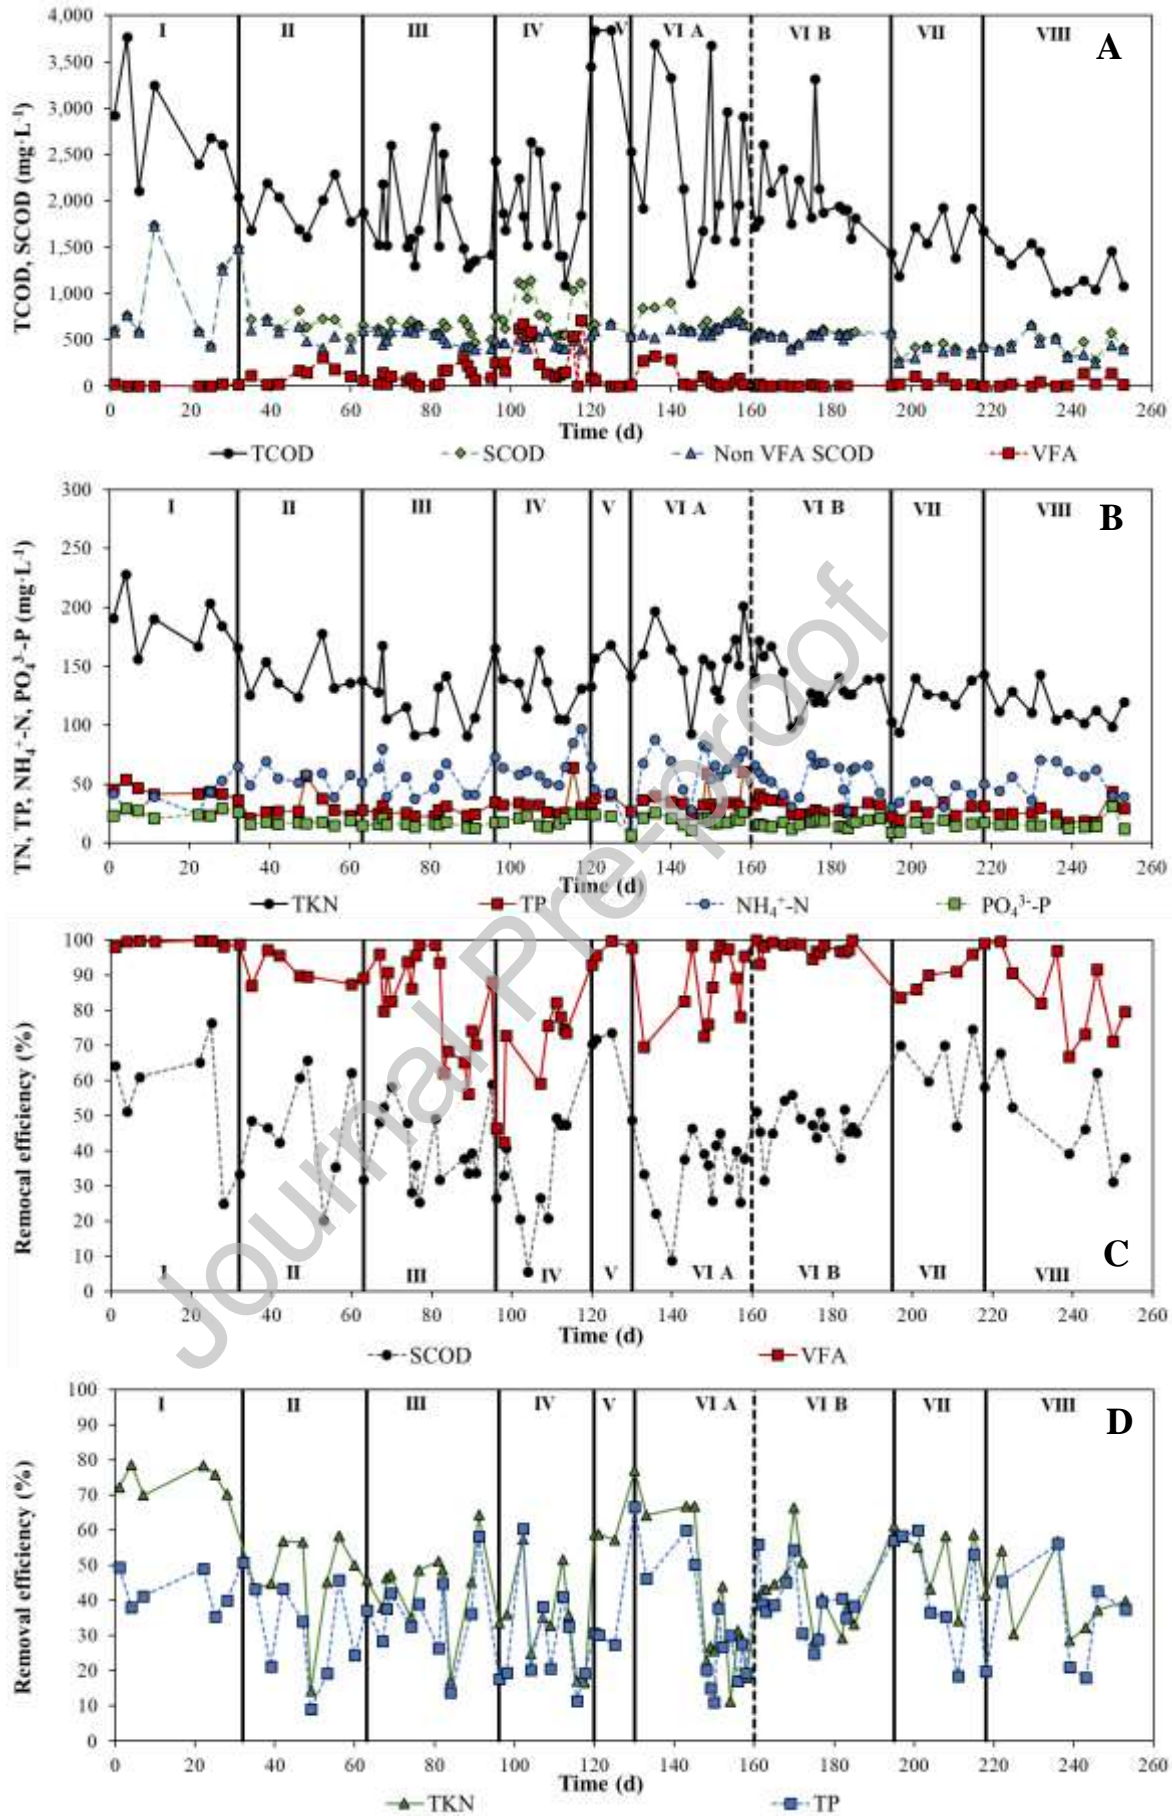 I II III IV V VI A VI B VII VIII
A
4,000
3,500
3,000
2,500
2,000
1,500
1,000
500
0
TCOD, SCOD (mg·L⁻¹)
0 20 40 60 80 100 120 140 160 180 200 220 240 260
Time (d)
TCOD SCOD Non VFA SCOD VFA
I II III IV V VI A VI B VII VIII
B
300
250
200
150
100
50
0
TN, TP, NH₄⁺-N, PO₄³-P (mg·L⁻¹)
0 20 40 60 80 100 120 140 160 180 200 220 240 260
Time (d)
TKN TP NH₄⁺-N PO₄³⁻-P
100
90
80
70
60
50
40
30
20
10
0
Remocal efficiency (%)
C
I II III IV V VI A VI B VII VIII
0 20 40 60 80 100 120 140 160 180 200 220 240 260
Time (d)
SCOD VFA
I II III IV V VI A VI B VII VIII
D
100
90
80
70
60
50
40
30
20
10
0
Removal efficiency (%)
0 20 40 60 80 100 120 140 160 180 200 220 240 260
Time (d)
TKN TP
Journal Pre-proof